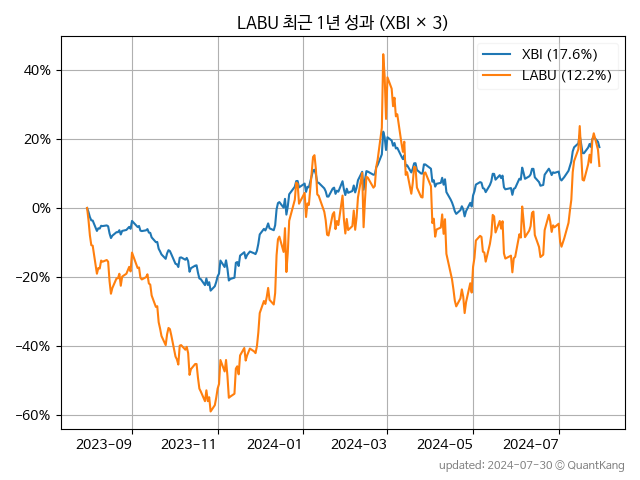 LABU 최근 1년 성과 (XBI × 3)
XBI (17.6%)
LABU (12.2%)
40%
20%
0%
−20%
−40%
−60%
2023-09 2023-11 2024-01 2024-03 2024-05 2024-07
updated: 2024-07-30 © QuantKang